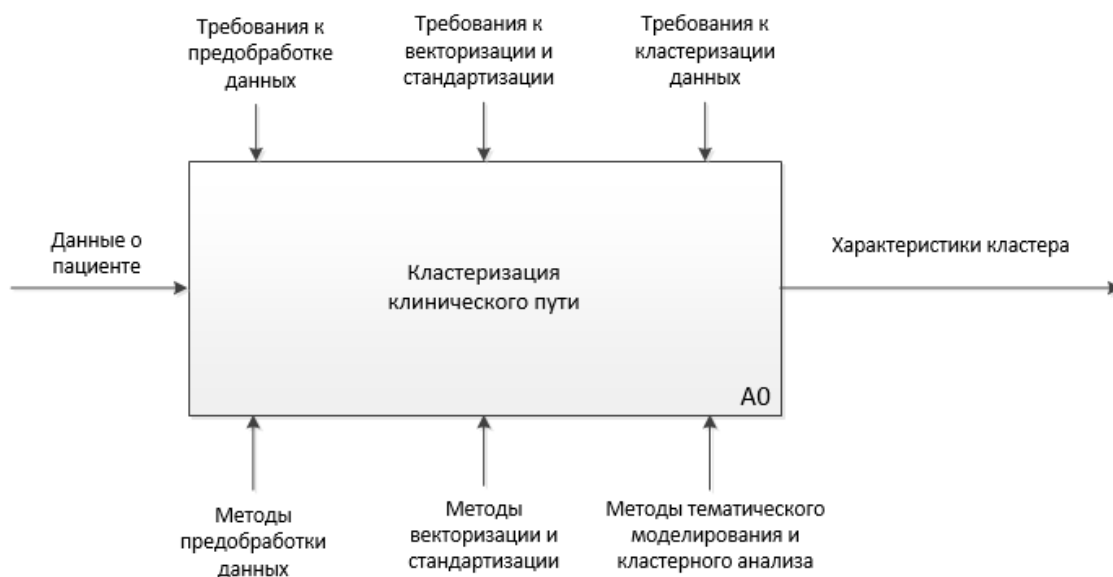 Требования к
предобработке
данных
Требования к
векторизации и
стандартизации
Требования к
кластеризации
данных
Данные о
пациенте
Кластеризация
клинического пути
A0
Характеристики кластера
Методы
предобработки
данных
Методы
векторизации и
стандартизации
Методы тематического
моделирования и
кластерного анализа